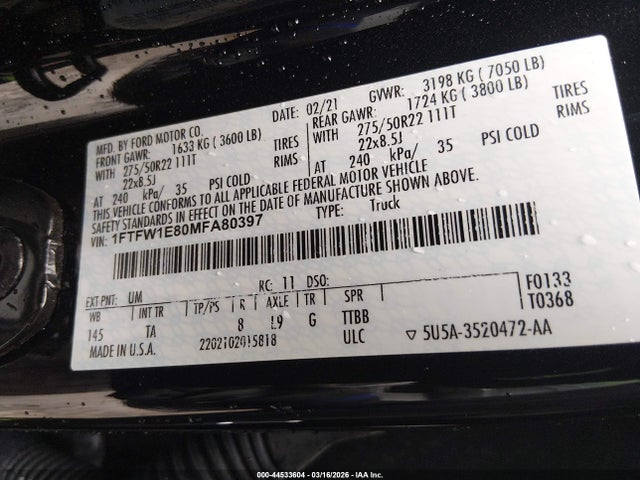 MFD. BY FORD MOTOR CO.
DATE: 02/21
GVWR: 3198 KG ( 7050 LB)
FRONT GAWR: 1633 KG ( 3600 LB)
REAR GAWR: 1724 KG ( 3800 LB)
WITH 275/50R22 111T TIRES
WITH 275/50R22 111T TIRES
22x8.5J RIMS
22x8.5J RIMS
AT 240 kPa/ 35 PSI COLD
AT 240 kPa/ 35 PSI COLD
THIS VEHICLE CONFORMS TO ALL APPLICABLE FEDERAL MOTOR VEHICLE
SAFETY STANDARDS IN EFFECT ON THE DATE OF MANUFACTURE SHOWN ABOVE.
VIN: 1FTFW1E80MFA80397
TYPE: Truck
EXT-PNT: UM RC: 11 DSO:
F0133
T0368
WB INT TR TP/PS R AXLE TR SPR
145 TA 8 L9 G TTBB
MADE IN U.S.A. 2202102015818 ULC
▽ 5U5A-3520472-AA
000-44533604 - 03/16/2026 - IAA Inc.